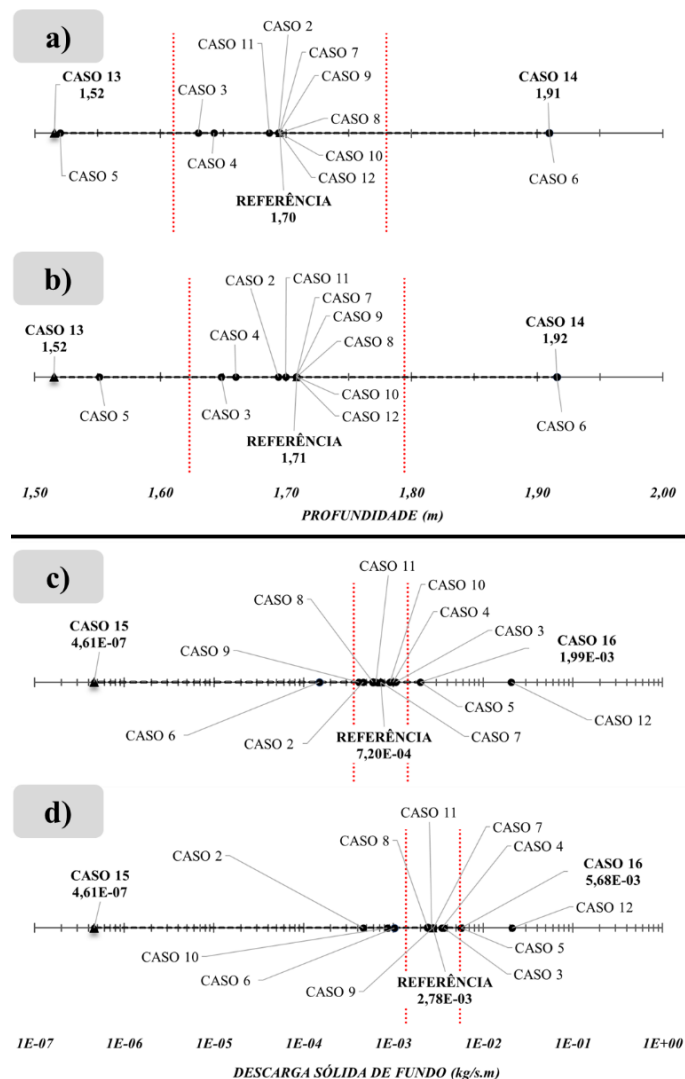 a)
CASO 2
CASO 11
CASO 7
CASO 9
CASO 13
1,52
CASO 3
CASO 14
1,91
CASO 8
CASO 4
CASO 10
CASO 5
CASO 12
CASO 6
REFERÊNCIA
1,70
b)
CASO 2
CASO 11
CASO 7
CASO 9
CASO 13
1,52
CASO 4
CASO 8
CASO 14
1,92
CASO 10
CASO 5
CASO 3
CASO 12
CASO 6
REFERÊNCIA
1,71
1,50 1,60 1,70 1,80 1,90 2,00
PROFUNDIDADE (m)
c)
CASO 11
CASO 10
CASO 8
CASO 4
CASO 15
4,61E-07
CASO 3
CASO 9
CASO 16
1,99E-03
CASO 5
CASO 12
CASO 6
CASO 2
REFERÊNCIA
7,20E-04
CASO 7
d)
CASO 11
CASO 7
CASO 8
CASO 4
CASO 2
CASO 15
4,61E-07
CASO 16
5,68E-03
CASO 12
CASO 10
CASO 5
CASO 6
CASO 3
CASO 9
REFERÊNCIA
2,78E-03
1E-07 1E-06 1E-05 1E-04 1E-03 1E-02 1E-01 1E+00
DESCARGA SÓLIDA DE FUNDO (kg/s.m)